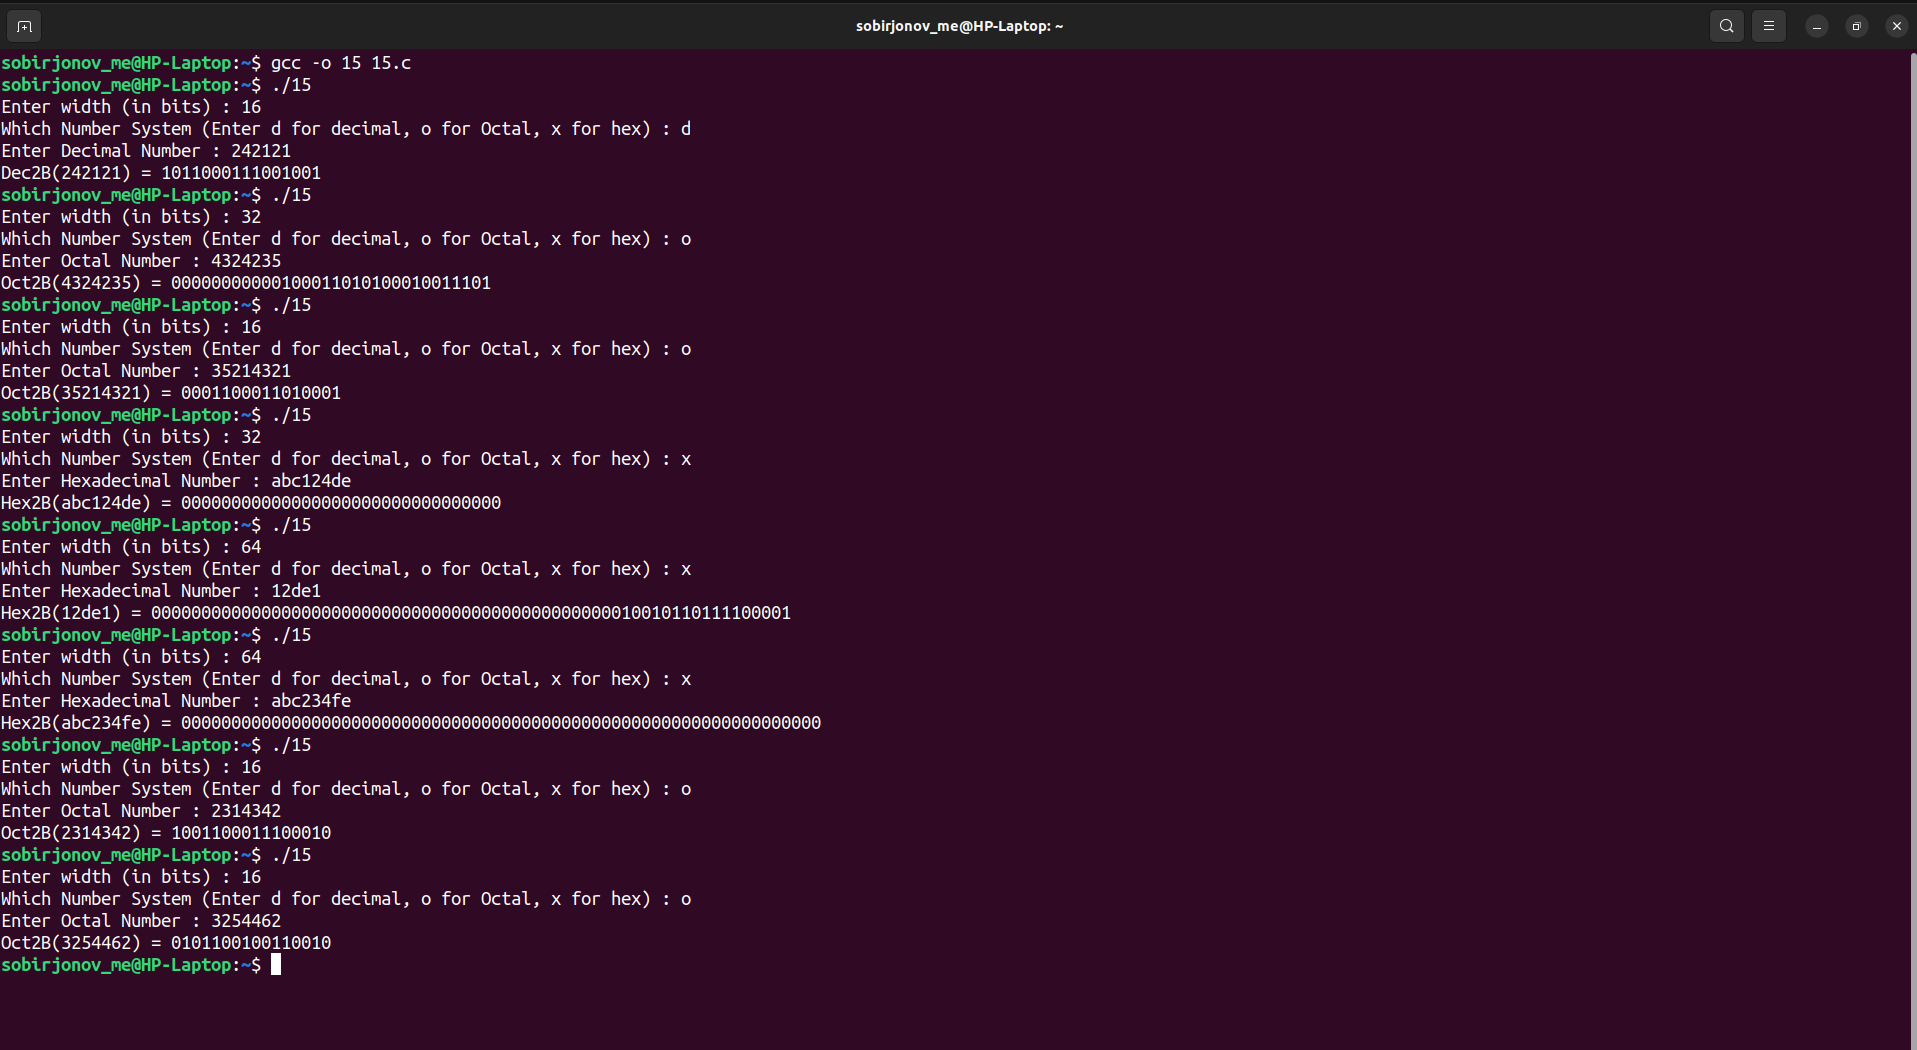 sobirjonov_me@HP-Laptop: ~
sobirjonov_me@HP-Laptop:~$ gcc -o 15 15.c
sobirjonov_me@HP-Laptop:~$ ./15
Enter width (in bits) : 16
Which Number System (Enter d for decimal, o for Octal, x for hex) : d
Enter Decimal Number : 242121
Dec2B(242121) = 1011000111001001
sobirjonov_me@HP-Laptop:~$ ./15
Enter width (in bits) : 32
Which Number System (Enter d for decimal, o for Octal, x for hex) : o
Enter Octal Number : 4324235
Oct2B(4324235) = 00000000000100011010100010011101
sobirjonov_me@HP-Laptop:~$ ./15
Enter width (in bits) : 16
Which Number System (Enter d for decimal, o for Octal, x for hex) : o
Enter Octal Number : 35214321
Oct2B(35214321) = 0001100011010001
sobirjonov_me@HP-Laptop:~$ ./15
Enter width (in bits) : 32
Which Number System (Enter d for decimal, o for Octal, x for hex) : x
Enter Hexadecimal Number : abc124de
Hex2B(abc124de) = 00000000000000000000000000000000
sobirjonov_me@HP-Laptop:~$ ./15
Enter width (in bits) : 64
Which Number System (Enter d for decimal, o for Octal, x for hex) : x
Enter Hexadecimal Number : 12de1
Hex2B(12de1) = 0000000000000000000000000000000000000000000000010010110111100001
sobirjonov_me@HP-Laptop:~$ ./15
Enter width (in bits) : 64
Which Number System (Enter d for decimal, o for Octal, x for hex) : x
Enter Hexadecimal Number : abc234fe
Hex2B(abc234fe) = 0000000000000000000000000000000000000000000000000000000000000000
sobirjonov_me@HP-Laptop:~$ ./15
Enter width (in bits) : 16
Which Number System (Enter d for decimal, o for Octal, x for hex) : o
Enter Octal Number : 2314342
Oct2B(2314342) = 1001100011100010
sobirjonov_me@HP-Laptop:~$ ./15
Enter width (in bits) : 16
Which Number System (Enter d for decimal, o for Octal, x for hex) : o
Enter Octal Number : 3254462
Oct2B(3254462) = 0101100100110010
sobirjonov_me@HP-Laptop:~$